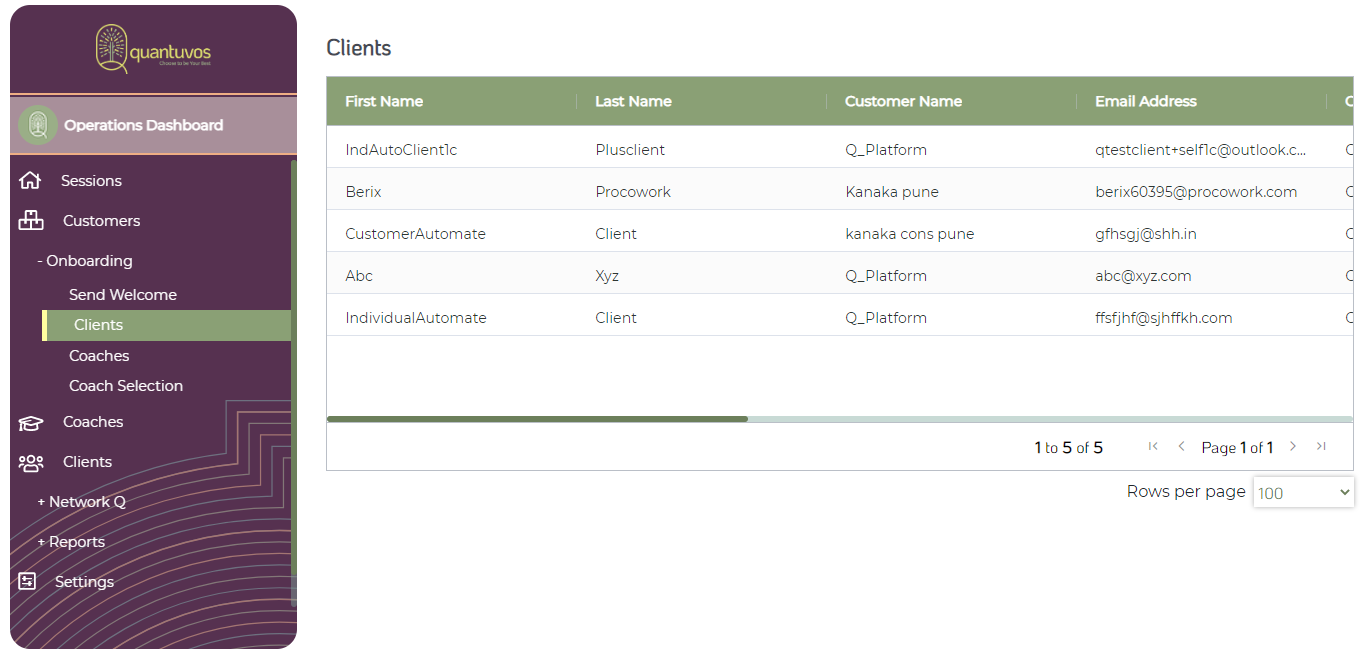 quantuvos
Choose to be Your Best
Operations Dashboard
Sessions
Customers
- Onboarding
Send Welcome
Clients
Coaches
Coach Selection
Coaches
Clients
+ Network Q
+ Reports
Settings
Clients
First Name Last Name Customer Name Email Address C
IndAutoClient1c Plusclient Q_Platform qtestclient+self1c@outlook.c... C
Berix Procowork Kanaka pune berix60395@procowork.com C
CustomerAutomate Client kanaka cons pune gfhsgj@shh.in C
Abc Xyz Q_Platform abc@xyz.com C
IndividualAutomate Client Q_Platform ffsfjhf@sjhffkh.com C
1 to 5 of 5 Page 1 of 1
Rows per page 100